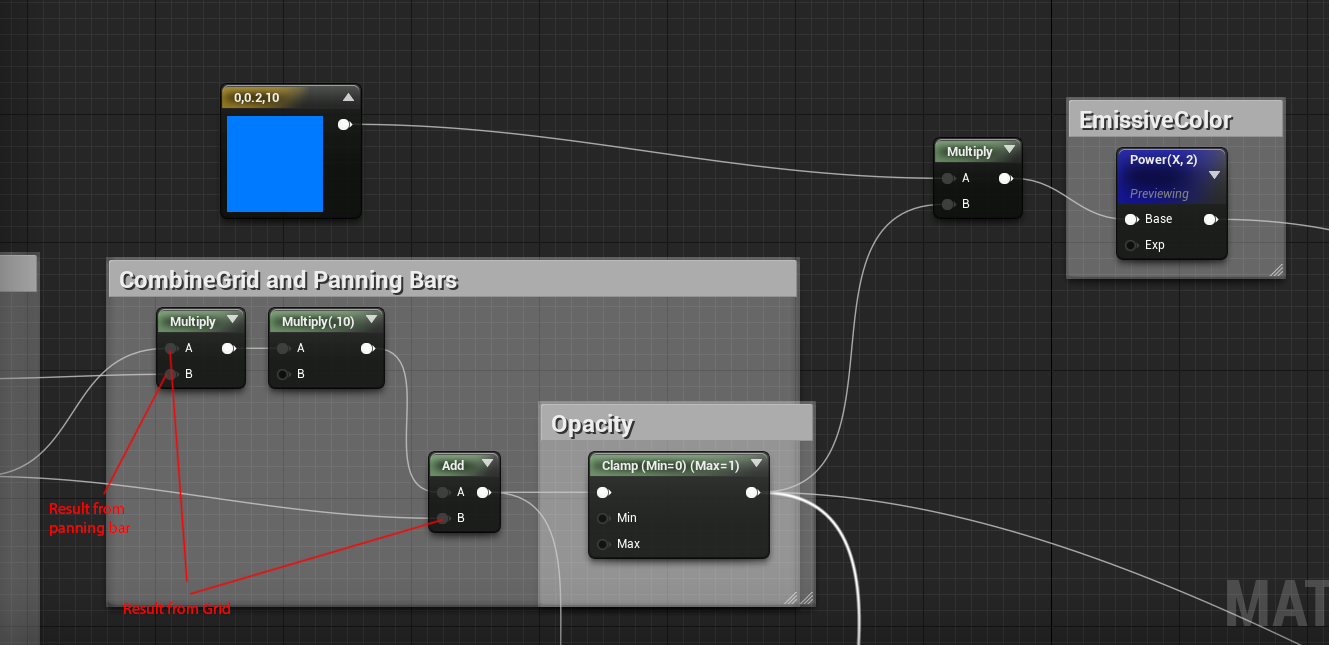 0,0.2,10
EmissiveColor
Multiply
A
B
Power(X, 2)
Previewing
Base
Exp
CombineGrid and Panning Bars
Multiply
A
B
Multiply(,10)
A
B
Opacity
Add
A
B
Clamp (Min=0) (Max=1)
Min
Max
Result from
panning bar
Result from Grid
MAT